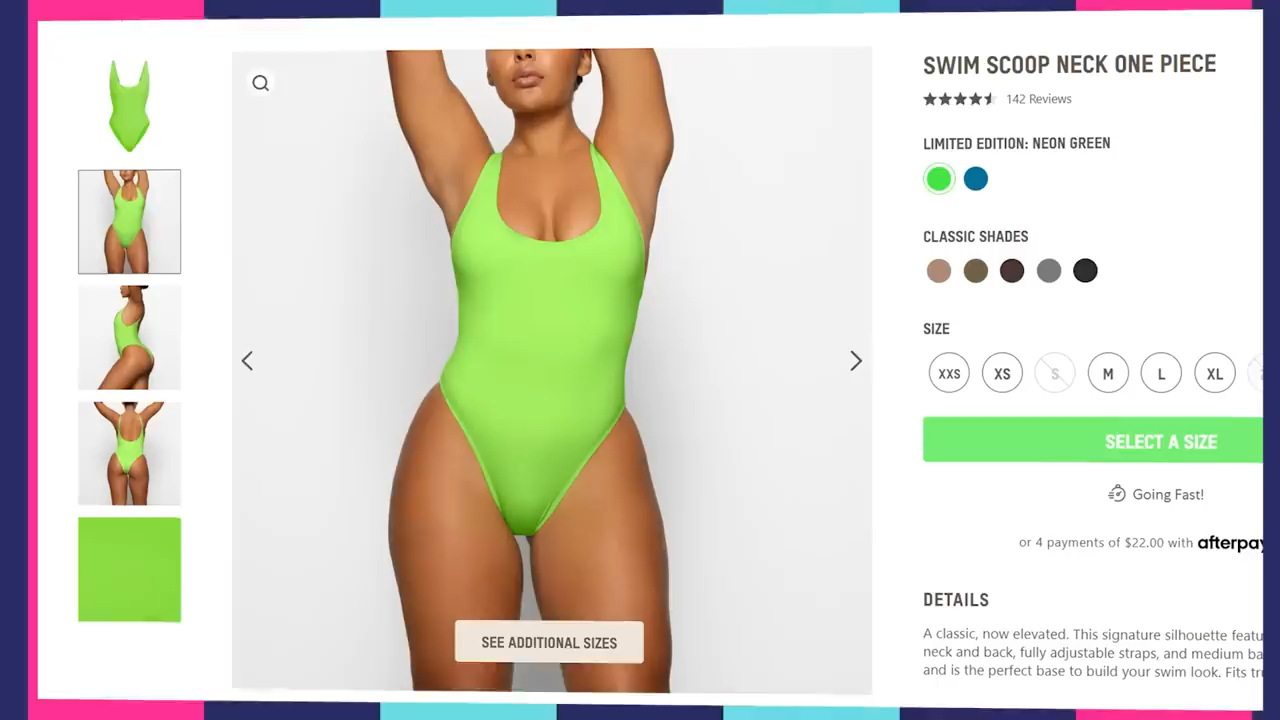 SWIM SCOOP NECK ONE PIECE
142 Reviews
LIMITED EDITION: NEON GREEN
CLASSIC SHADES
SIZE
XXS XS S M L XL
SELECT A SIZE
Going Fast!
or 4 payments of $22.00 with afterpay
DETAILS
A classic, now elevated. This signature silhouette featu
neck and back, fully adjustable straps, and medium ba
and is the perfect base to build your swim look. Fits tr
SEE ADDITIONAL SIZES